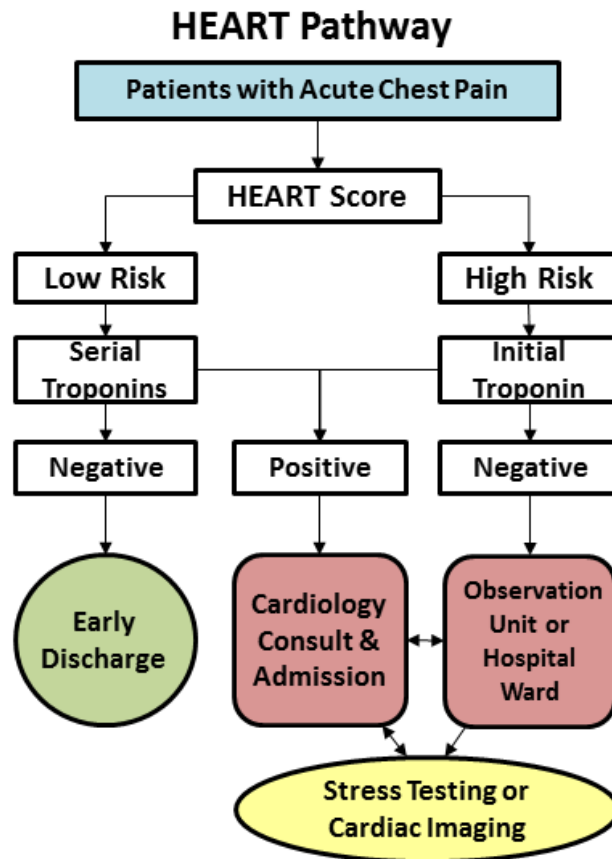 HEART Pathway
Patients with Acute Chest Pain
HEART Score
Low Risk
High Risk
Serial
Troponins
Initial
Troponin
Negative
Positive
Negative
Early
Discharge
Cardiology
Consult &
Admission
Observation
Unit or
Hospital
Ward
Stress Testing or
Cardiac Imaging